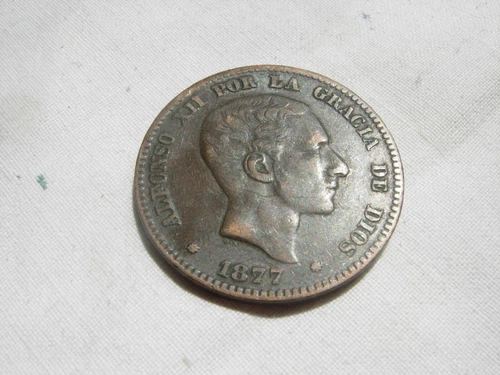 ALFONSO XII POR LA GRACIA DE DIOS
1877